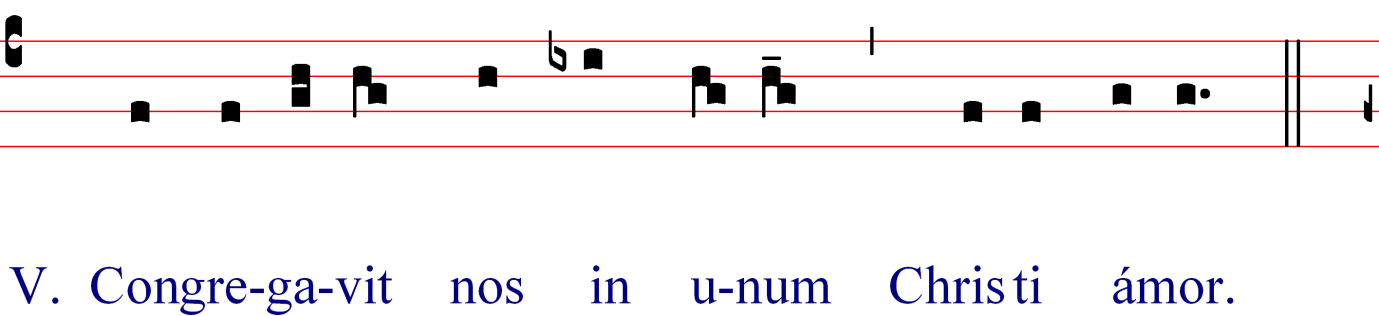 V. Congre-ga-vit nos in u-num Christi ámor.